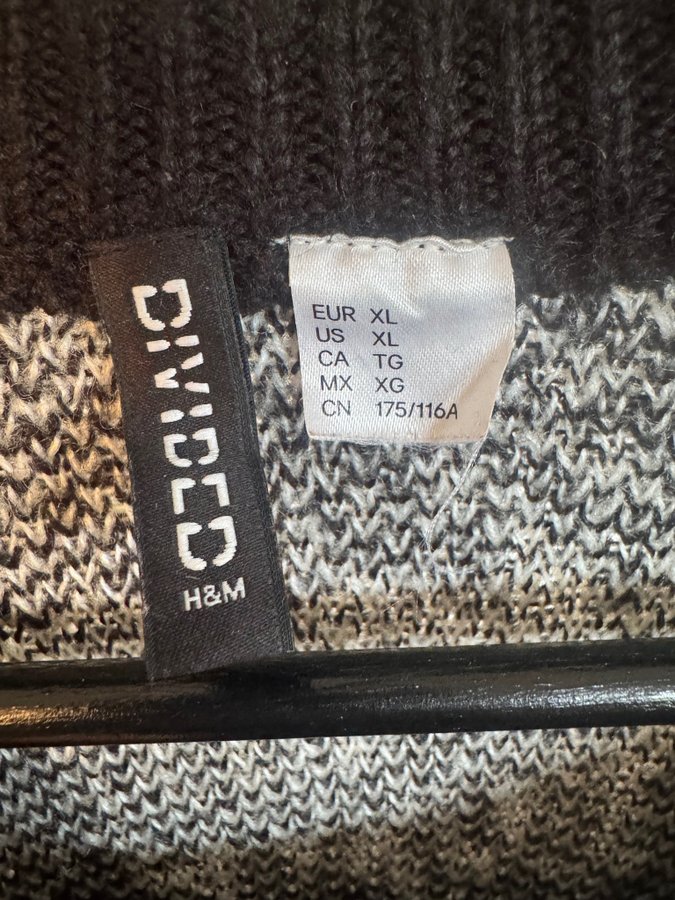 DIVIDED
H&M
EUR XL
US XL
CA TG
MX XG
CN 175/116A